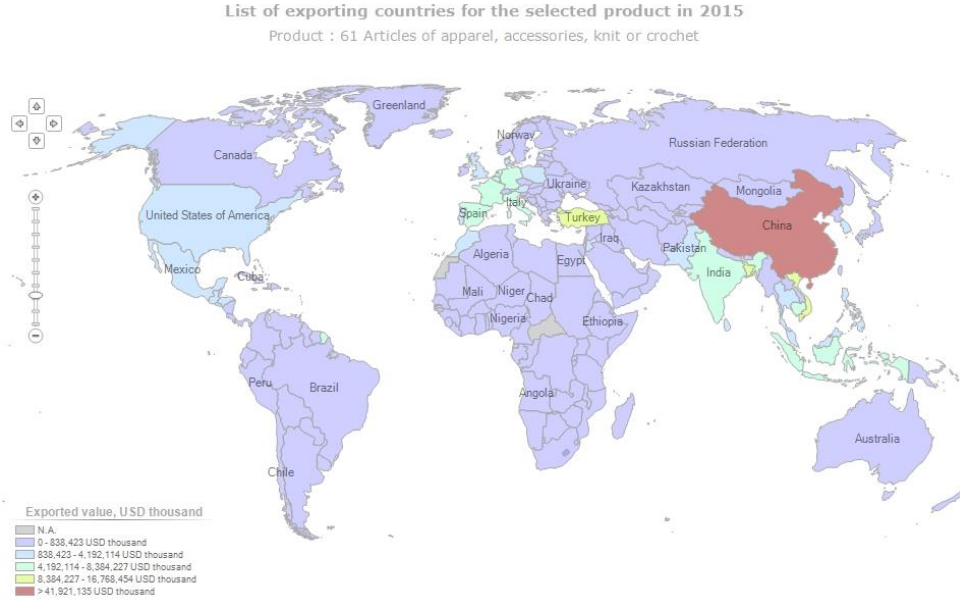 List of exporting countries for the selected product in 2015
Product : 61 Articles of apparel, accessories, knit or crochet
Greenland
Norway
Russian Federation
Canada
Ukraine
Kazakhstan
Mongolia
United States of America
Spain
Italy
Turkey
China
Mexico
Cuba
Algeria
Egypt
Iraq
Pakistan
India
Mali
Niger
Chad
Nigeria
Ethiopia
Peru
Brazil
Angola
Australia
Chile
Exported value, USD thousand
N.A.
0 - 838,423 USD thousand
838,423 - 4,192,114 USD thousand
4,192,114 - 8,384,227 USD thousand
8,384,227 - 16,768,454 USD thousand
> 41,921,135 USD thousand